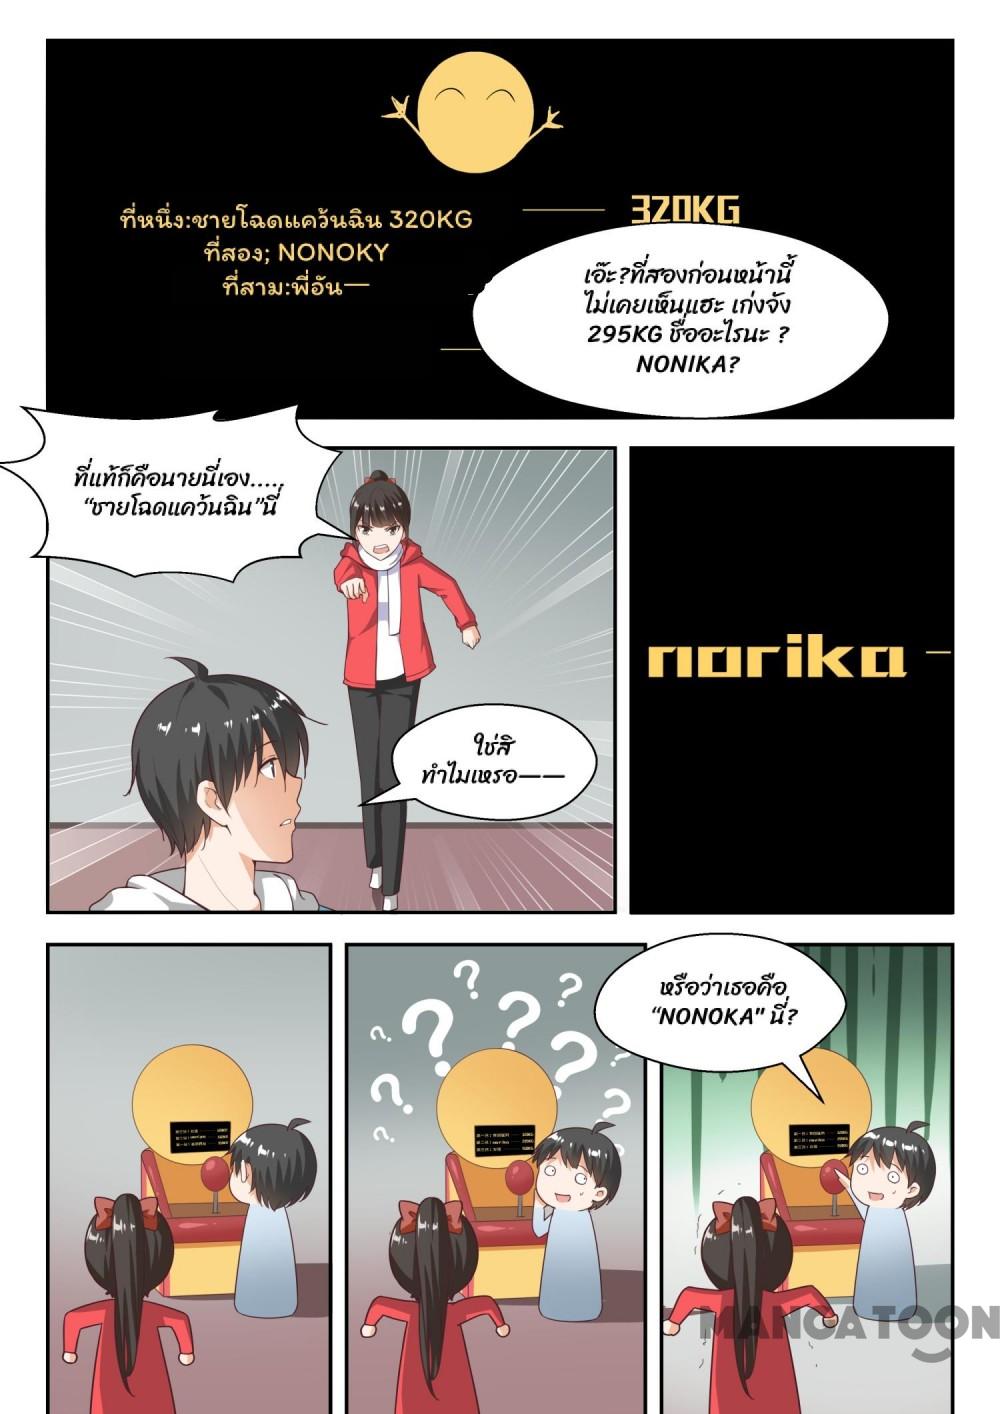 ที่หนึ่ง:ชายโฉดแคว้นฉิน 320KG
320KG
ที่สอง; NONOKY
ที่สาม:พี่อัน—
เอ๊ะ?ที่สองก่อนหน้านี้
ไม่เคยเห็นแฮะ เก่งจัง
295KG ชื่ออะไรนะ ?
NONIKA?
ที่แท้ก็คือนายนี่เอง....,
“ชายโฉดแคว้นฉิน”นี่
ใช่สิ
ทำไมเหรอ——
norika —
หรือว่าเธอคือ
“NONOKA" นี่?
MANGATOON